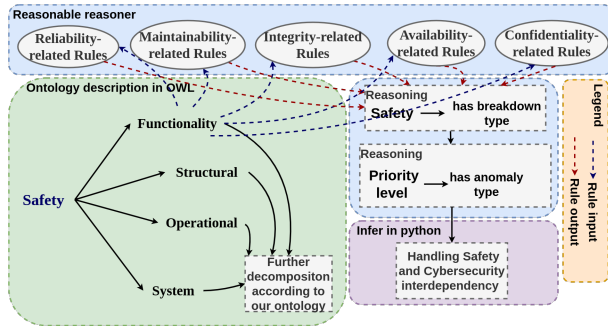 Reasonable reasoner
Reliability-
related Rules
Maintainability-
related Rules
Integrity-related
Rules
Availability-
related Rules
Confidentiality-
related Rules
Ontology description in OWL
Functionality
Structural
Safety
Operational
System
Further
decompositon
according to
our ontology
Reasoning
Safety
has breakdown
type
Reasoning
Priority
level
has anomaly
type
Infer in python
Handling Safety
and Cybersecurity
interdependency
Legend
Rule input
Rule output